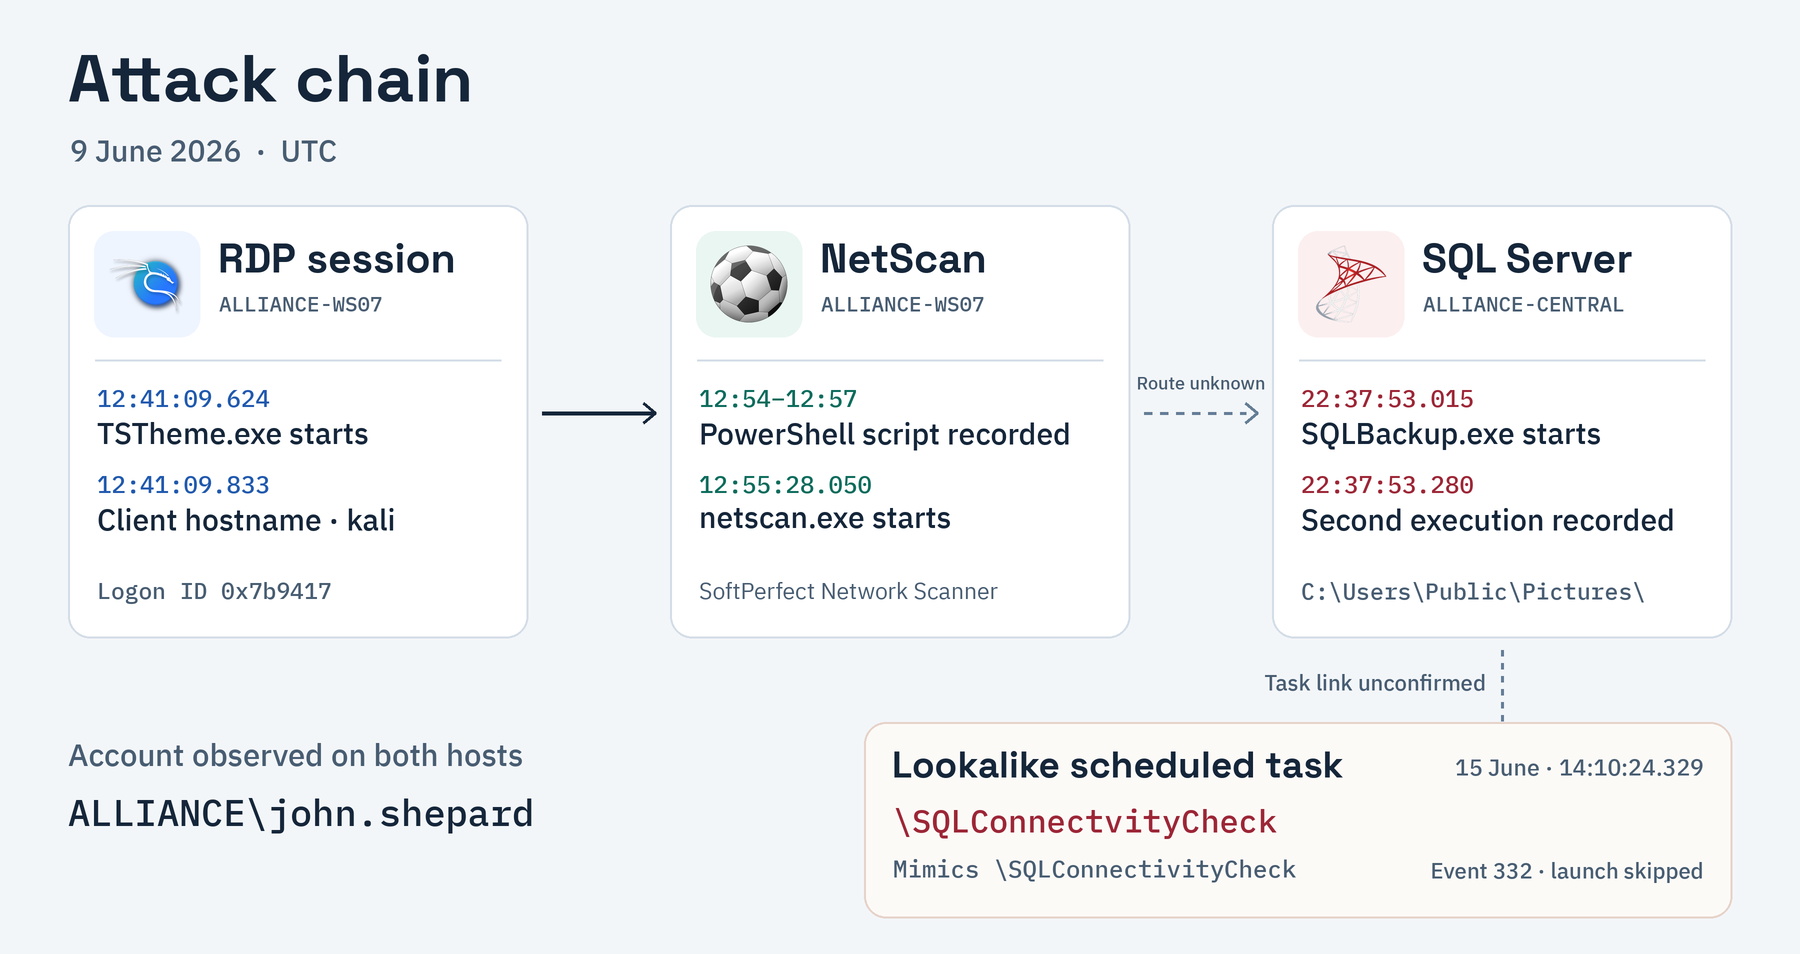 Attack chain
9 June 2026 · UTC
RDP session
ALLIANCE-WS07
12:41:09.624
TSTheme.exe starts
12:41:09.833
Client hostname · kali
Logon ID 0x7b9417
NetScan
ALLIANCE-WS07
12:54–12:57
PowerShell script recorded
12:55:28.050
netscan.exe starts
SoftPerfect Network Scanner
Route unknown
SQL Server
ALLIANCE-CENTRAL
22:37:53.015
SQLBackup.exe starts
22:37:53.280
Second execution recorded
C:\Users\Public\Pictures\
Task link unconfirmed
Account observed on both hosts
ALLIANCE\john.shepard
Lookalike scheduled task
15 June · 14:10:24.329
\SQLConnectvityCheck
Mimics \SQLConnectivityCheck
Event 332 · launch skipped